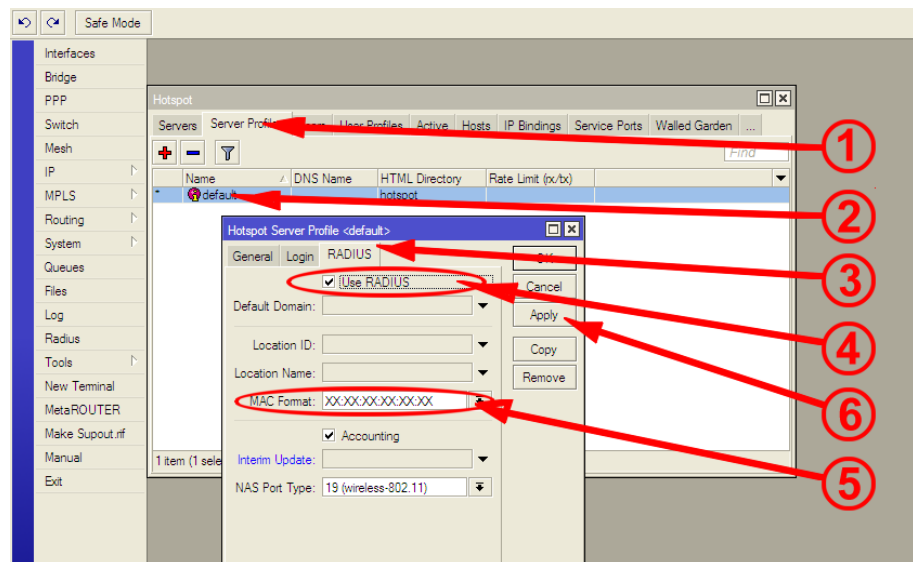 Safe Mode
Interfaces
Bridge
PPP
Switch
Mesh
IP
MPLS
Routing
System
Queues
Files
Log
Radius
Tools
New Terminal
MetaROUTER
Make Supout.rif
Manual
Exit
Hotspot
Servers Server Profiles User Profiles Active Hosts IP Bindings Service Ports Walled Garden ...
Find
Name DNS Name HTML Directory Rate Limit (rx/tx)
* default hotspot
1 item (1 sele
Hotspot Server Profile <default>
General Login RADIUS
Use RADIUS
Default Domain:
Location ID:
Location Name:
MAC Format: XX:XX:XX:XX:XX:XX
Accounting
Interim Update:
NAS Port Type: 19 (wireless-802.11)
OK
Cancel
Apply
Copy
Remove
1
2
3
4
6
5